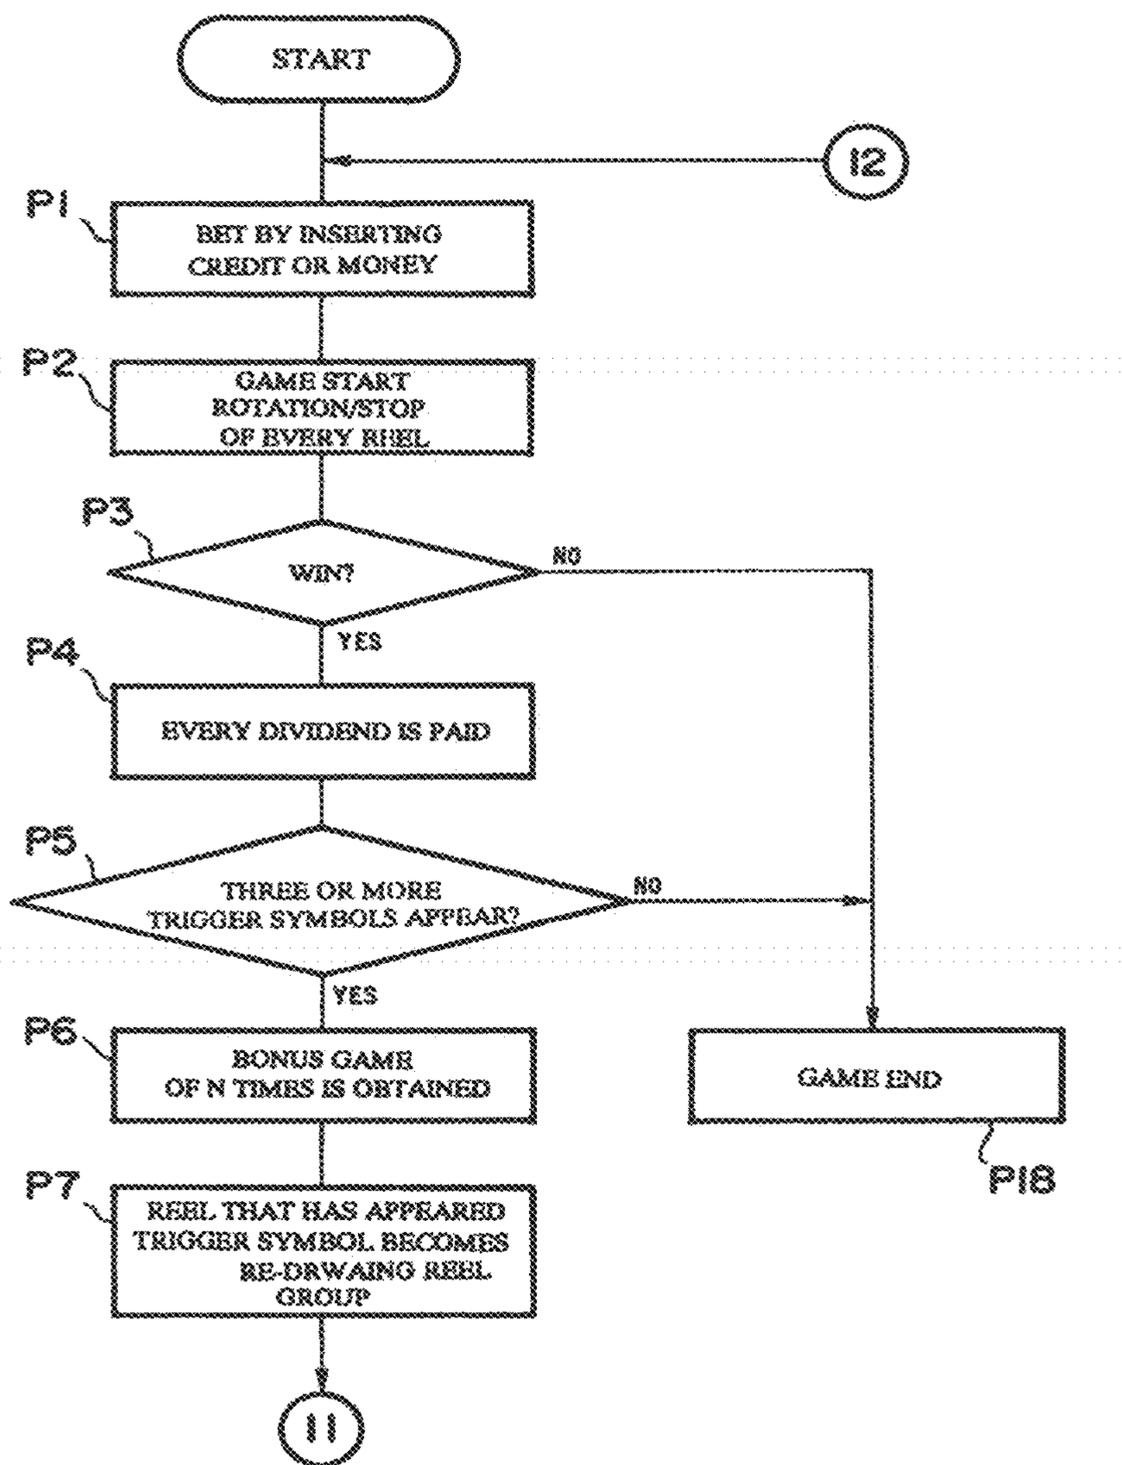 START
12
P1
BET BY INSERTING
CREDIT OR MONEY
P2
GAME START
ROTATION/STOP
OF EVERY REEL
P3
WIN?
NO
YES
P4
EVERY DIVIDEND IS PAID
P5
THREE OR MORE
TRIGGER SYMBOLS APPEAR?
NO
YES
P6
BONUS GAME
OF N TIMES IS OBTAINED
GAME END
P18
P7
REEL THAT HAS APPEARED
TRIGGER SYMBOL BECOMES
RE-DRWAING REEL
GROUP
11